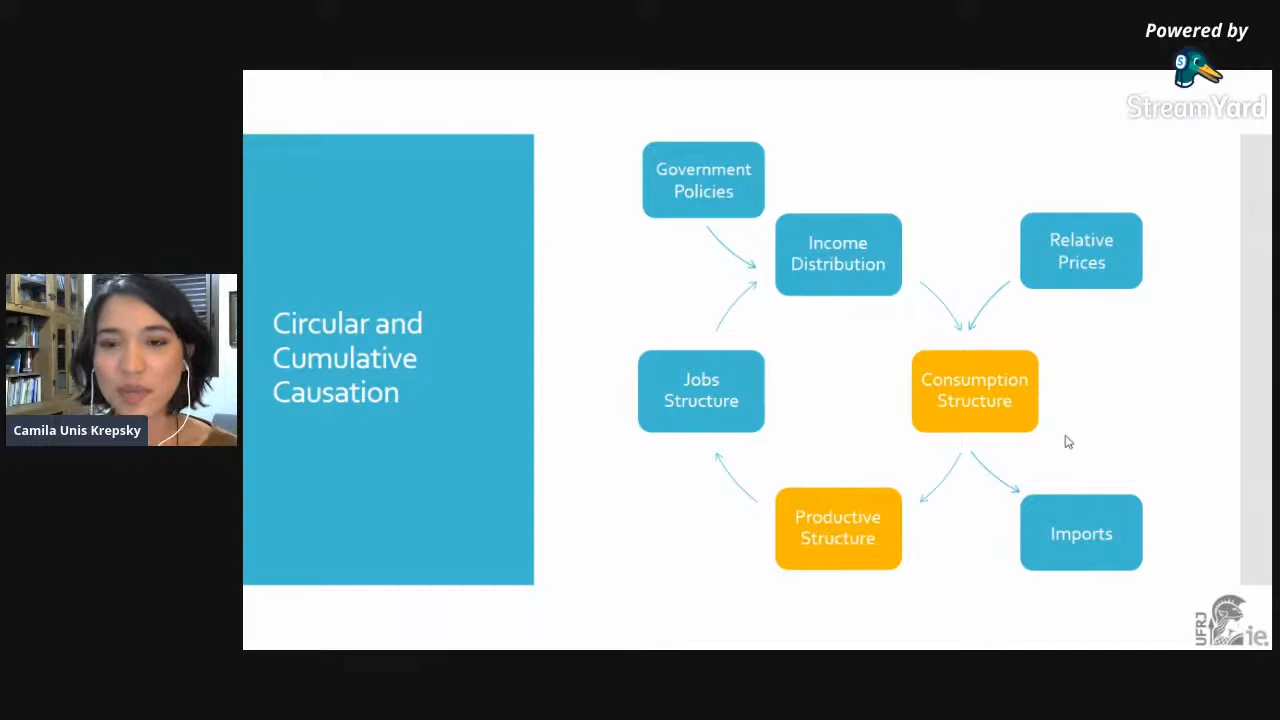 Powered by
StreamYard
Circular and
Cumulative
Causation
Government
Policies
Income
Distribution
Relative
Prices
Jobs
Structure
Consumption
Structure
Productive
Structure
Imports
Camila Unis Krepsky
UFRJ
ie.